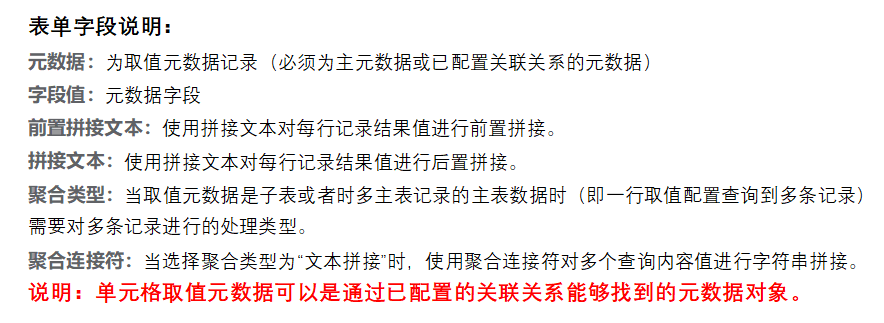 表单字段说明：
元数据：为取值元数据记录（必须为主元数据或已配置关联关系的元数据）
字段值：元数据字段
前置拼接文本：使用拼接文本对每行记录结果值进行前置拼接。
拼接文本：使用拼接文本对每行记录结果值进行后置拼接。
聚合类型：当取值元数据是子表或者时多主表记录的主表数据时（即一行取值配置查询到多条记录）
需要对多条记录进行的处理类型。
聚合连接符：当选择聚合类型为“文本拼接”时，使用聚合连接符对多个查询内容值进行字符串拼接。
说明：单元格取值元数据可以是通过已配置的关联关系能够找到的元数据对象。